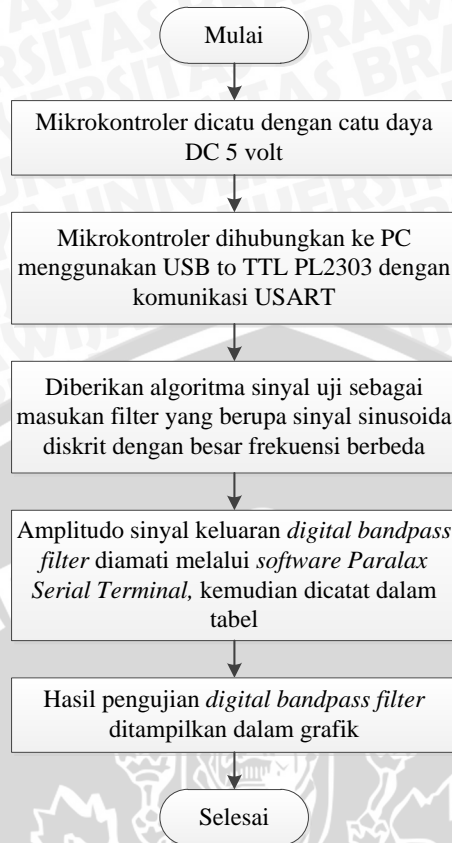 Mulai
Mikrokontroler dicatu dengan catu daya
DC 5 volt
Mikrokontroler dihubungkan ke PC
menggunakan USB to TTL PL2303 dengan
komunikasi USART
Diberikan algoritma sinyal uji sebagai
masukan filter yang berupa sinyal sinusoida
diskrit dengan besar frekuensi berbeda
Amplitudo sinyal keluaran digital bandpass
filter diamati melalui software Paralax
Serial Terminal, kemudian dicatat dalam
tabel
Hasil pengujian digital bandpass filter
ditampilkan dalam grafik
Selesai